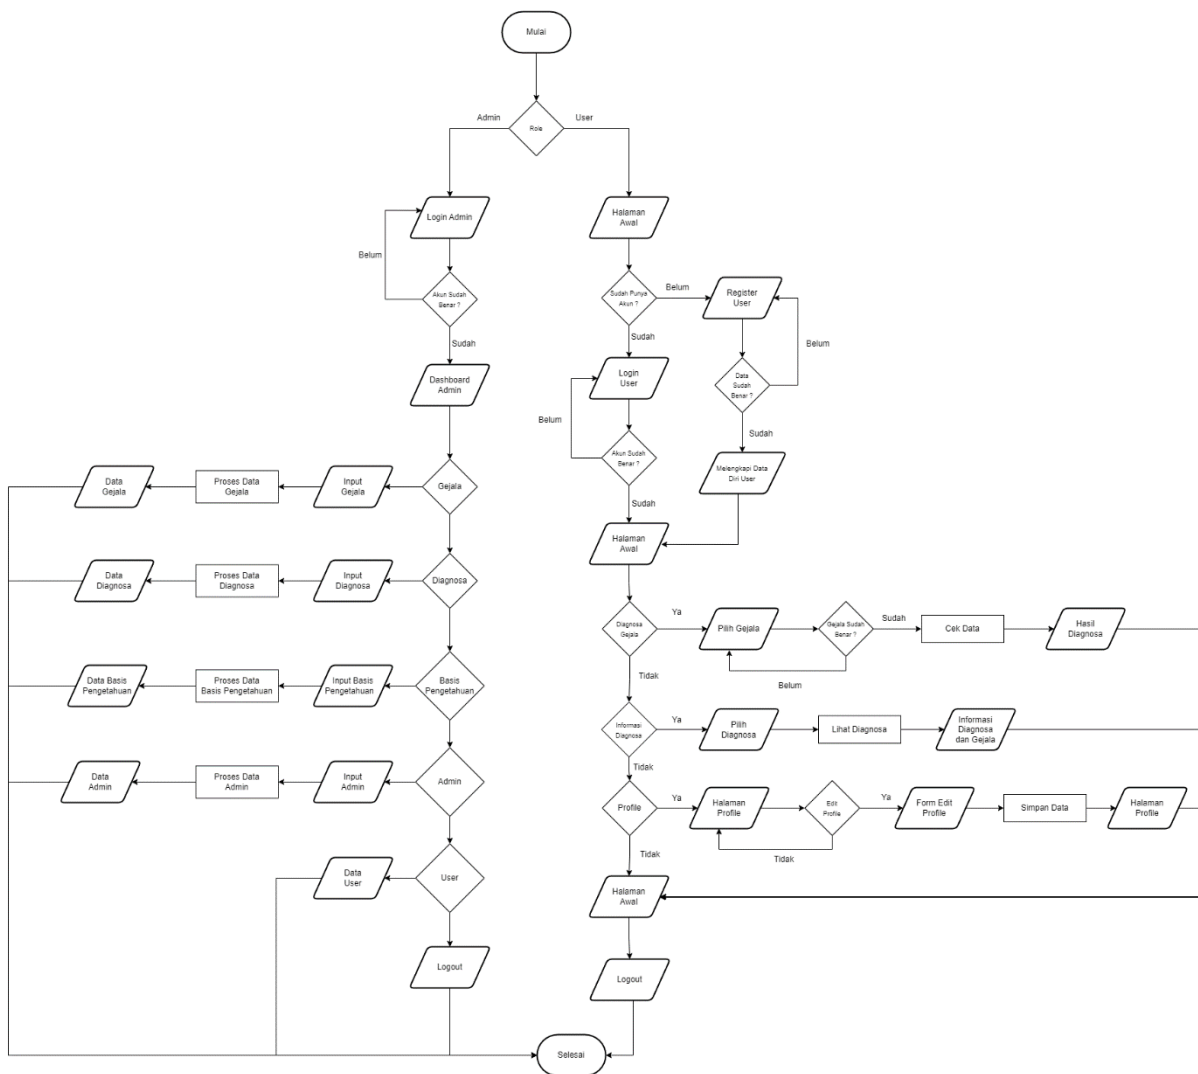 Mulai
Admin
Role
User
Login Admin
Belum
Akun Sudah
Benar ?
Sudah
Dashboard
Admin
Gejala
Input
Gejala
Proses Data
Gejala
Data
Gejala
Diagnosa
Input
Diagnosa
Proses Data
Diagnosa
Data
Diagnosa
Basis
Pengetahuan
Input Basis
Pengetahuan
Proses Data
Basis Pengetahuan
Data Basis
Pengetahuan
Admin
Input
Admin
Proses Data
Admin
Data
Admin
User
Data
User
Logout
Halaman
Awal
Sudah Punya
Akun ?
Belum
Register
User
Belum
Data
Sudah
Benar ?
Sudah
Melengkapi Data
Diri User
Sudah
Login
User
Belum
Akun Sudah
Benar ?
Sudah
Halaman
Awal
Diagnosa
Gejala
Ya
Pilih Gejala
Gejala Sudah
Benar ?
Belum
Sudah
Cek Data
Hasil
Diagnosa
Tidak
Informasi
Diagnosa
Ya
Pilih
Diagnosa
Lihat Diagnosa
Informasi
Diagnosa
dan Gejala
Tidak
Profile
Ya
Halaman
Profile
Edit
Profile
Tidak
Ya
Form Edit
Profile
Simpan Data
Halaman
Profile
Tidak
Halaman
Awal
Logout
Selesai